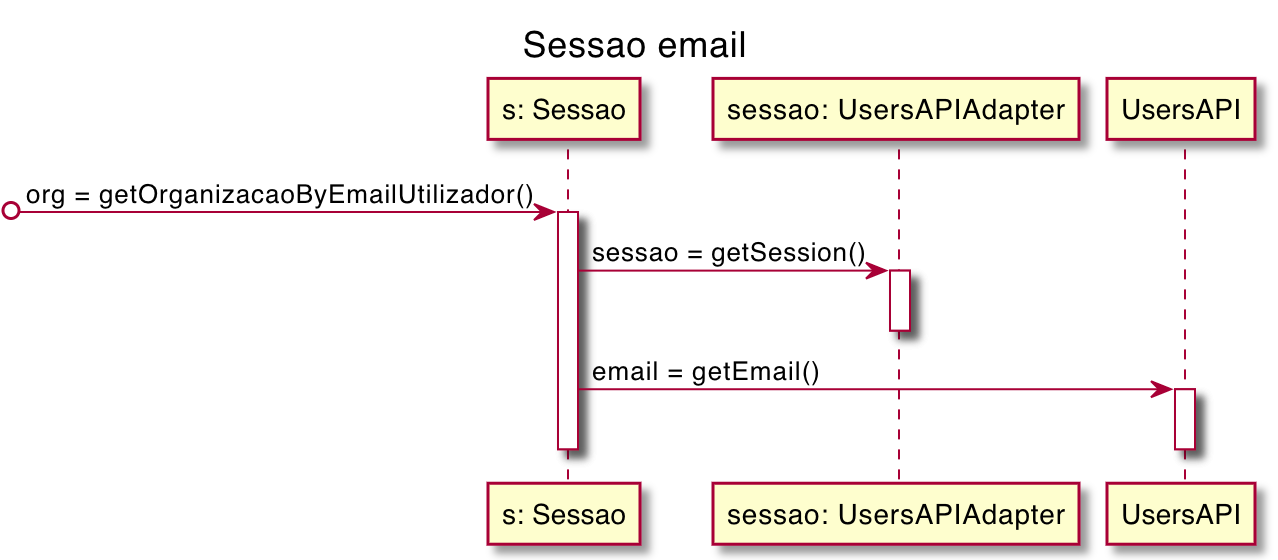 Sessao email
s: Sessao
sessao: UsersAPIAdapter
UsersAPI
org = getOrganizacaoByEmailUtilizador()
sessao = getSession()
email = getEmail()
s: Sessao
sessao: UsersAPIAdapter
UsersAPI